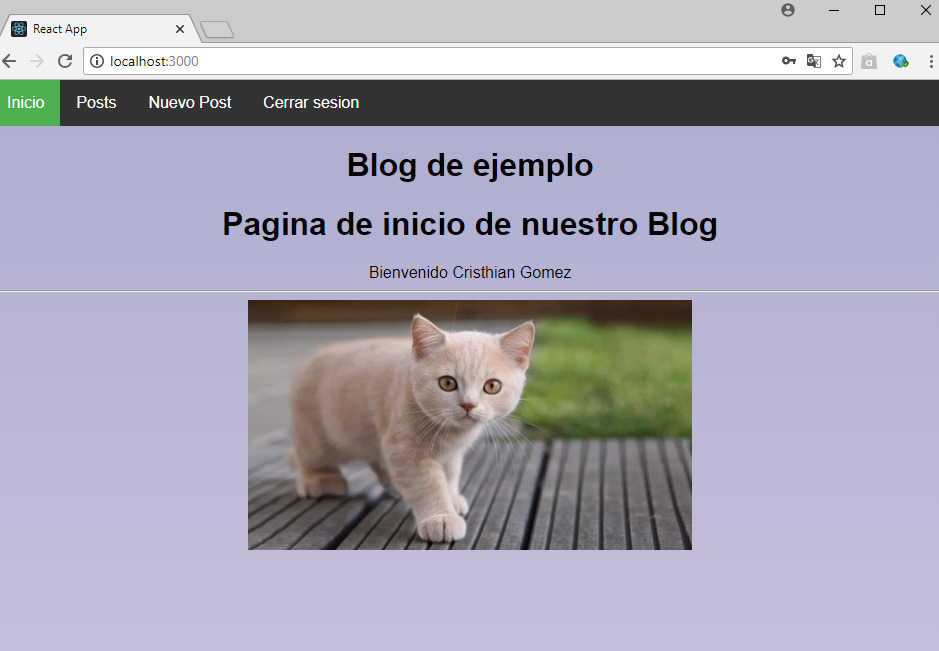 React App
localhost:3000
Inicio Posts Nuevo Post Cerrar sesion
Blog de ejemplo
Pagina de inicio de nuestro Blog
Bienvenido Cristhian Gomez